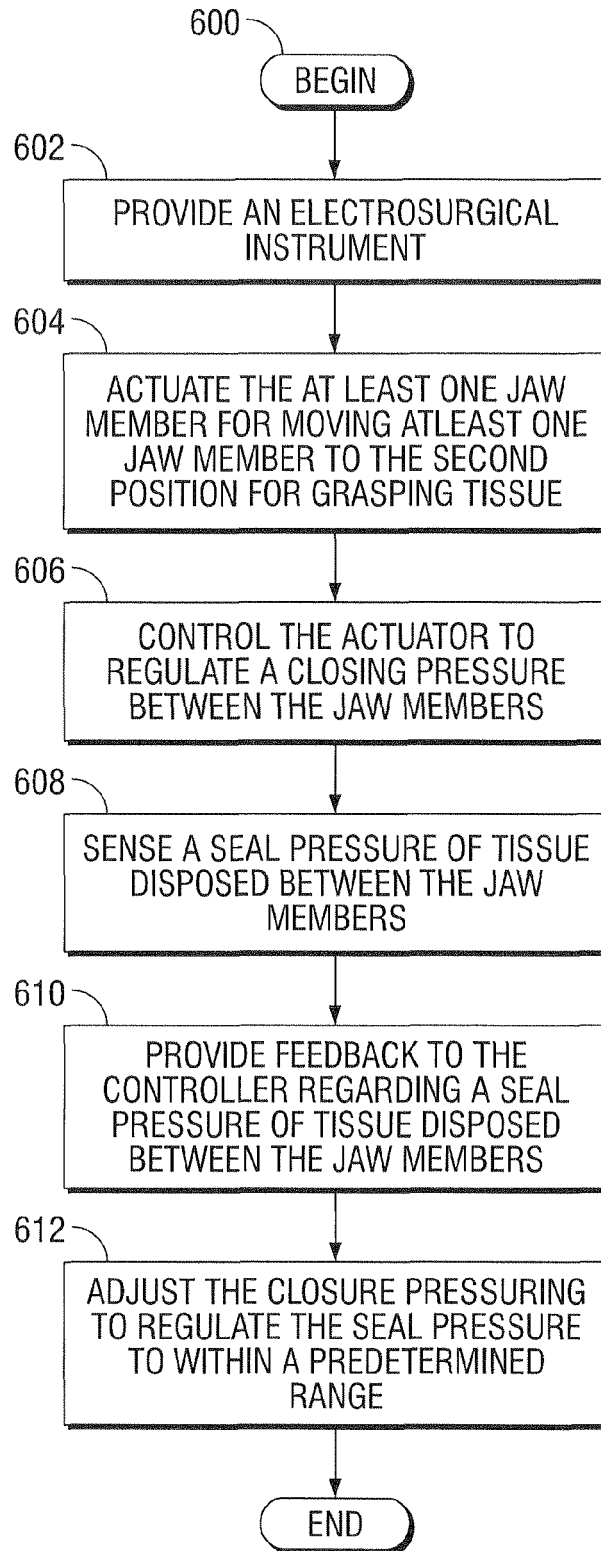 600
BEGIN
602
PROVIDE AN ELECTROSURGICAL
INSTRUMENT
604
ACTUATE THE AT LEAST ONE JAW
MEMBER FOR MOVING ATLEAST ONE
JAW MEMBER TO THE SECOND
POSITION FOR GRASPING TISSUE
606
CONTROL THE ACTUATOR TO
REGULATE A CLOSING PRESSURE
BETWEEN THE JAW MEMBERS
608
SENSE A SEAL PRESSURE OF TISSUE
DISPOSED BETWEEN THE JAW
MEMBERS
610
PROVIDE FEEDBACK TO THE
CONTROLLER REGARDING A SEAL
PRESSURE OF TISSUE DISPOSED
BETWEEN THE JAW MEMBERS
612
ADJUST THE CLOSURE PRESSURING
TO REGULATE THE SEAL PRESSURE
TO WITHIN A PREDETERMINED
RANGE
END